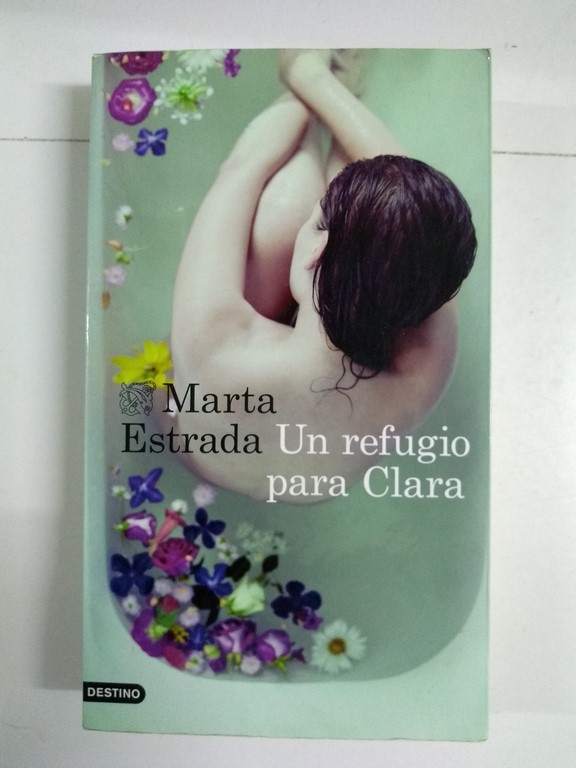 Marta
Estrada Un refugio
para Clara
DESTINO